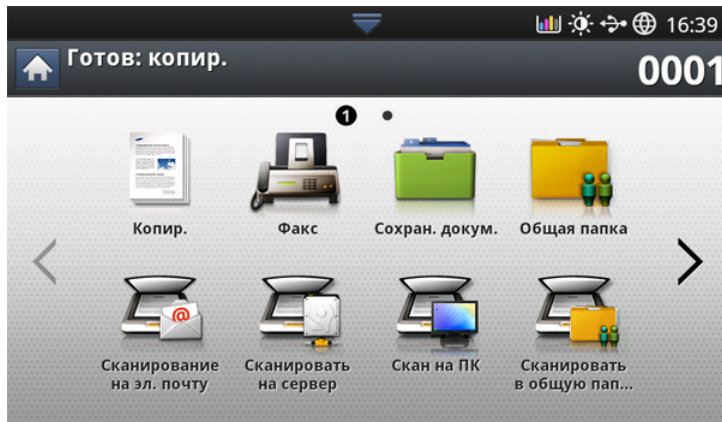 16:39
Готов: копир.
0001
1
Копир.
Факс
Сохран. докум.
Общая папка
@
Сканирование
на эл. почту
Сканировать
на сервер
Скан на ПК
Сканировать
в общую пап...